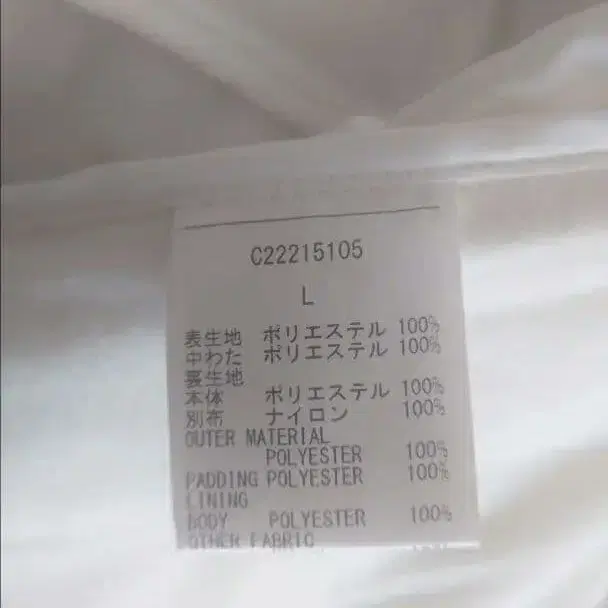 C22215105
L
表生地 ポリエステル 100%
中わた ポリエステル 100%
裏生地
本体 ポリエステル 100%
別布 ナイロン 100%
OUTER MATERIAL
POLYESTER 100%
PADDING POLYESTER 100%
LINING
BODY POLYESTER 100%
OTHER FABRIC